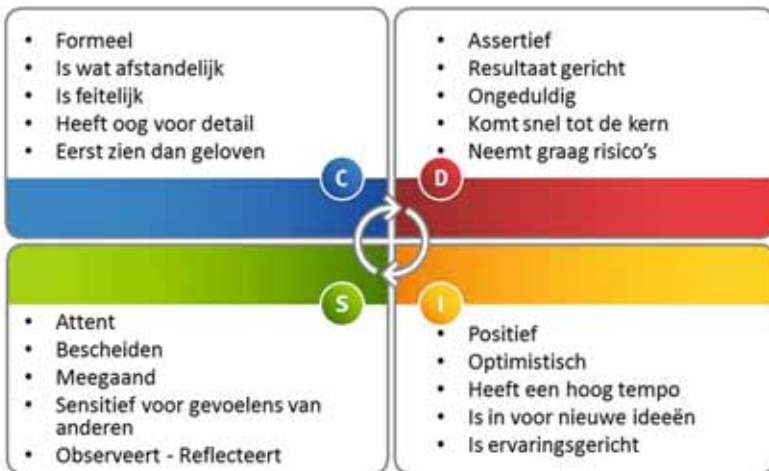 • Formeel
• Is wat afstandelijk
• Is feitelijk
• Heeft oog voor detail
• Eerst zien dan geloven
C
• Assertief
• Resultaat gericht
• Ongeduldig
• Komt snel tot de kern
• Neemt graag risico's
D
S
• Attent
• Bescheiden
• Meegaand
• Sensitief voor gevoelens van
anderen
• Observeert - Reflecteert
I
• Positief
• Optimistisch
• Heeft een hoog tempo
• Is in voor nieuwe ideeën
• Is ervaringsgericht